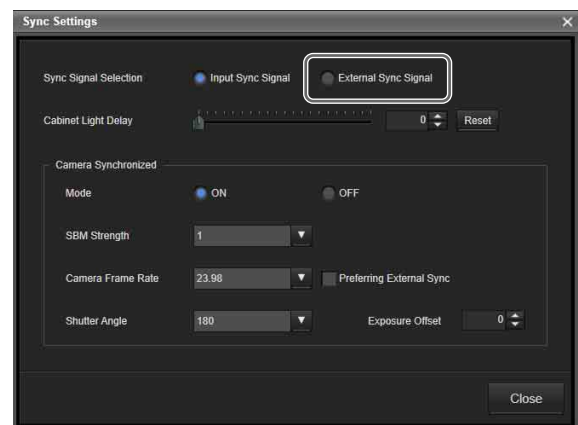 Sync Settings
Sync Signal Selection Input Sync Signal External Sync Signal
Cabinet Light Delay 0 Reset
Camera Synchronized
Mode ON OFF
SBM Strength 1
Camera Frame Rate 23.98 Preferring External Sync
Shutter Angle 180 Exposure Offset 0
Close